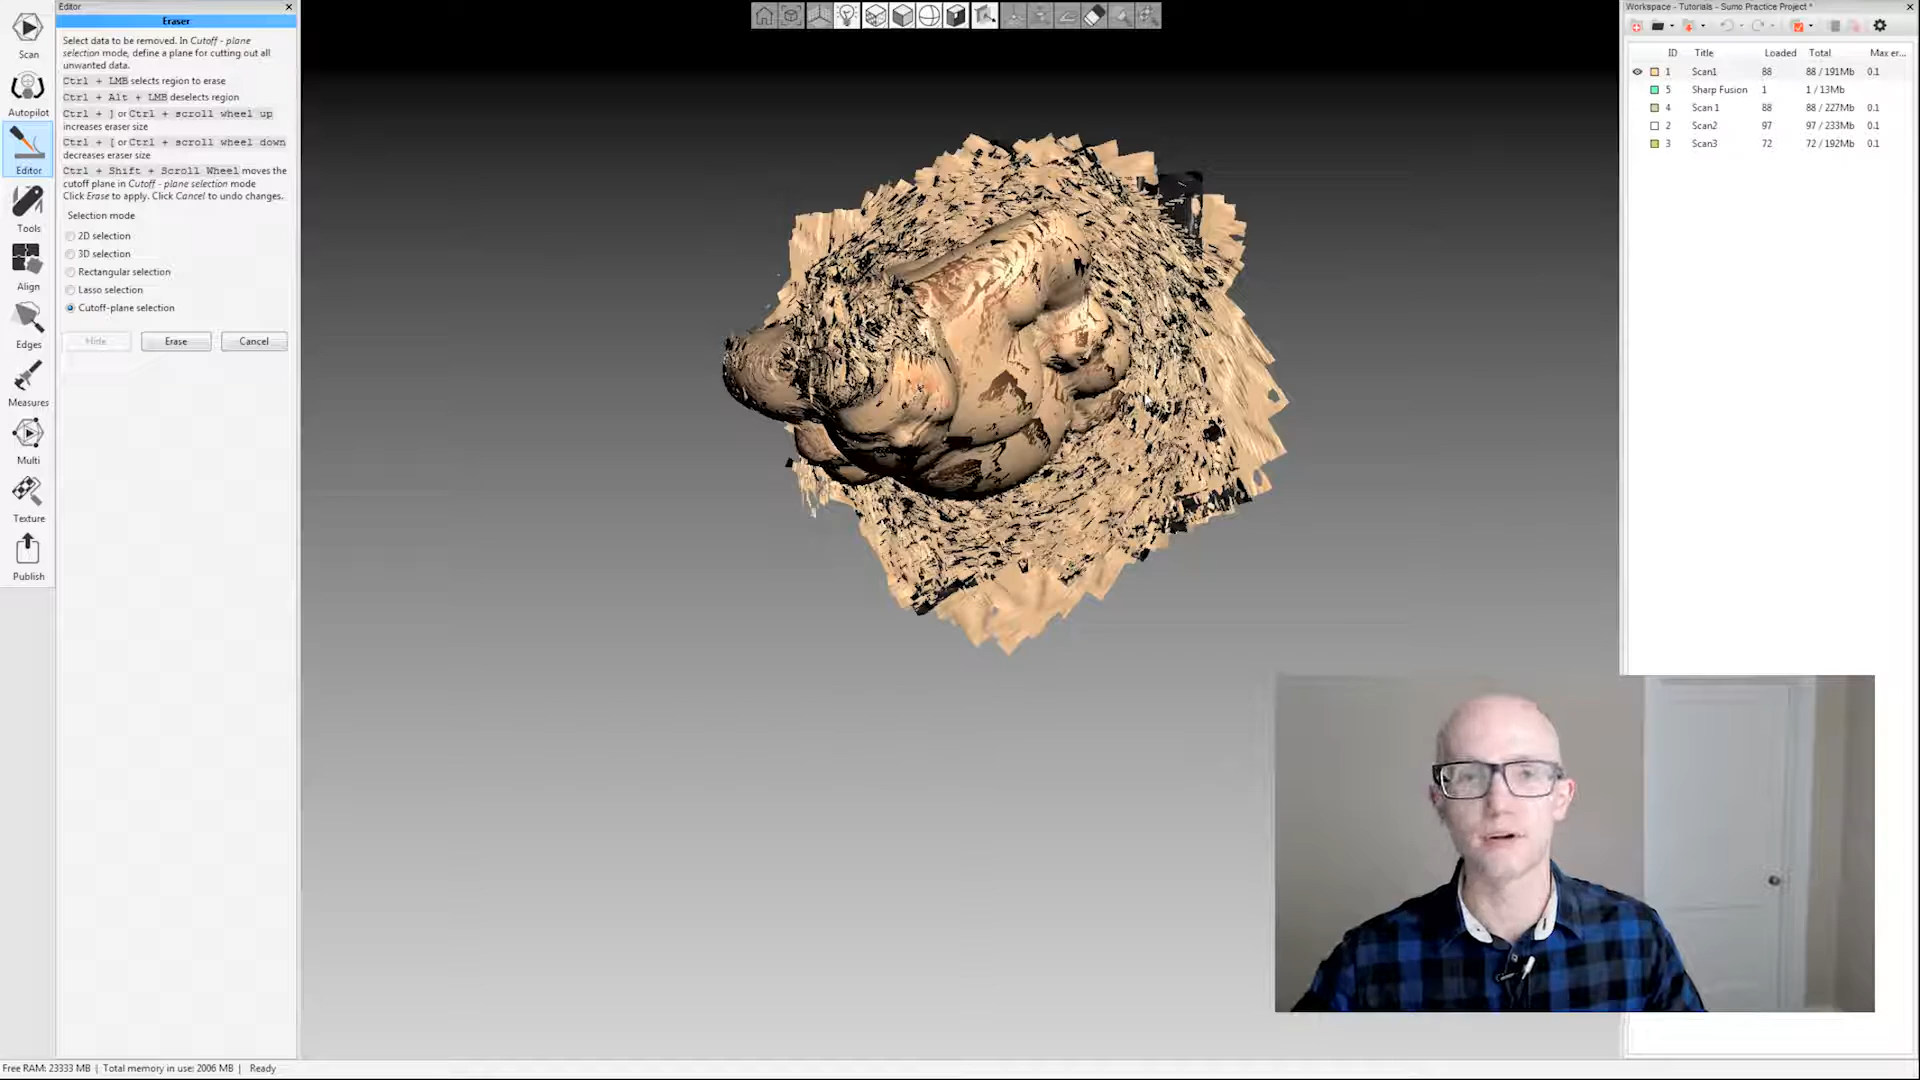 Editor
Eraser
Select data to be removed. In Cutoff - plane
selection mode, define a plane for cutting out all
unwanted data.
Ctrl + LMB selects region to erase
Ctrl + Alt + LMB deselects region
Ctrl + ] or Ctrl + scroll wheel up
increases eraser size
Ctrl + [ or Ctrl + scroll wheel down
decreases eraser size
Ctrl + Shift + Scroll Wheel moves the
cutoff plane in Cutoff - plane selection mode
Click Erase to apply. Click Cancel to undo changes.
Selection mode
2D selection
3D selection
Rectangular selection
Lasso selection
Cutoff-plane selection
Hide Erase Cancel
Scan
Autopilot
Editor
Tools
Align
Edges
Measures
Multi
Texture
Publish
Workspace - Tutorials - Sumo Practice Project *
ID Title Loaded Total Max er...
1 Scan1 88 88 / 191Mb 0.1
5 Sharp Fusion 1 1 / 13Mb
4 Scan 1 88 88 / 227Mb 0.1
2 Scan2 97 97 / 233Mb 0.1
3 Scan3 72 72 / 192Mb 0.1
Free RAM: 23333 MB | Total memory in use: 2006 MB | Ready